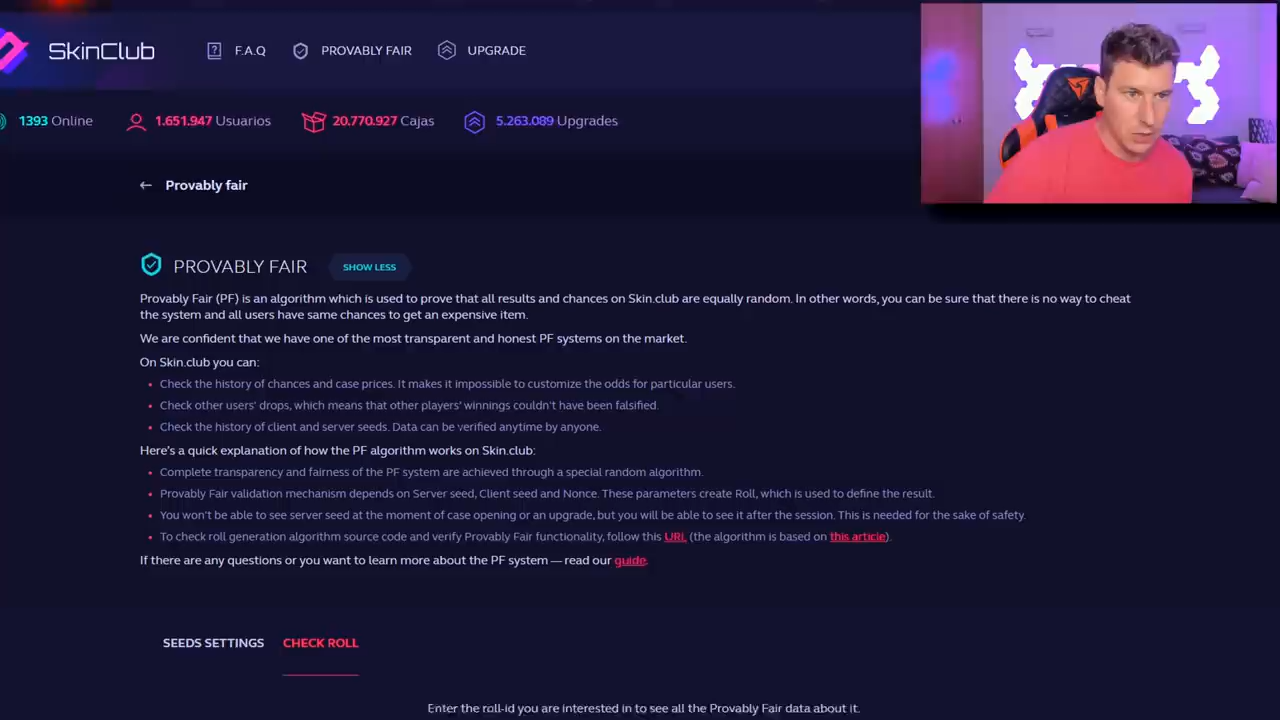 SkinClub
F.A.Q
PROVABLY FAIR
UPGRADE
1393 Online
1.651.947 Usuarios
20.770.927 Cajas
5.263.089 Upgrades
← Provably fair
PROVABLY FAIR
SHOW LESS
Provably Fair (PF) is an algorithm which is used to prove that all results and chances on Skin.club are equally random. In other words, you can be sure that there is no way to cheat
the system and all users have same chances to get an expensive item.
We are confident that we have one of the most transparent and honest PF systems on the market.
On Skin.club you can:
• Check the history of chances and case prices. It makes it impossible to customize the odds for particular users.
• Check other users' drops, which means that other players' winnings couldn't have been falsified.
• Check the history of client and server seeds. Data can be verified anytime by anyone.
Here's a quick explanation of how the PF algorithm works on Skin.club:
• Complete transparency and fairness of the PF system are achieved through a special random algorithm.
• Provably Fair validation mechanism depends on Server seed, Client seed and Nonce. These parameters create Roll, which is used to define the result.
• You won't be able to see server seed at the moment of case opening or an upgrade, but you will be able to see it after the session. This is needed for the sake of safety.
• To check roll generation algorithm source code and verify Provably Fair functionality, follow this URL (the algorithm is based on this article).
If there are any questions or you want to learn more about the PF system — read our guide.
SEEDS SETTINGS
CHECK ROLL
Enter the roll-id you are interested in to see all the Provably Fair data about it.